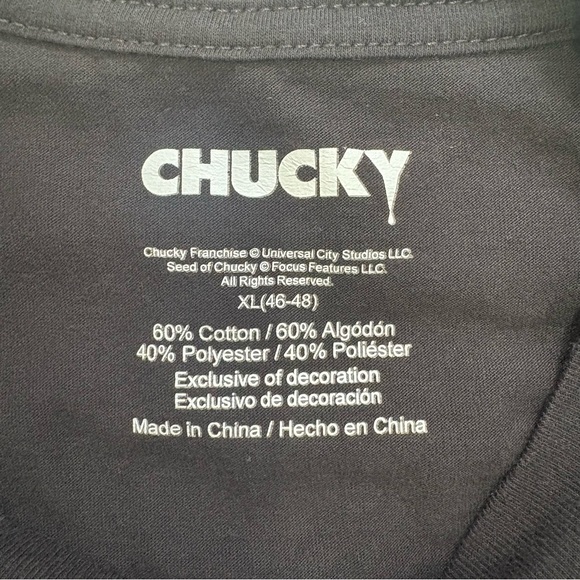 CHUCKY
Chucky Franchise © Universal City Studios LLC.
Seed of Chucky © Focus Features LLC.
All Rights Reserved.
XL(46-48)
60% Cotton / 60% Algódón
40% Polyester / 40% Poliéster
Exclusive of decoration
Exclusivo de decoración
Made in China / Hecho en China